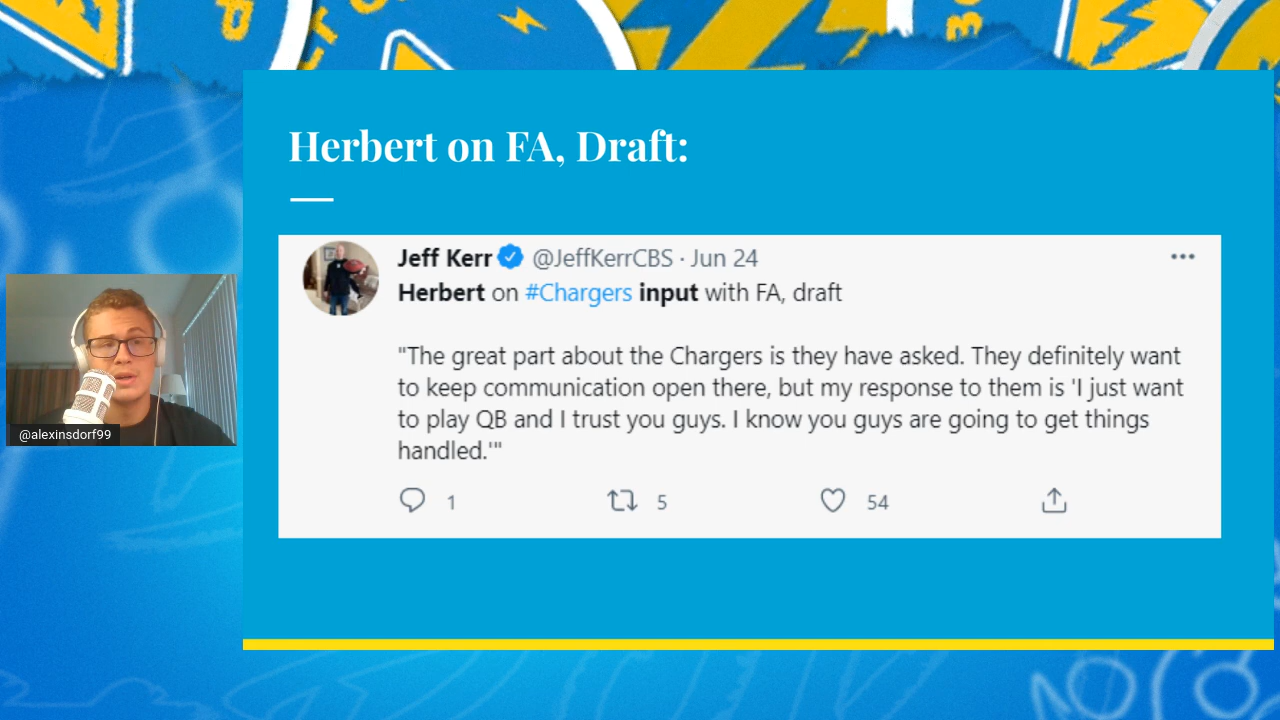 Herbert on FA, Draft:
Jeff Kerr @JeffKerrCBS · Jun 24
Herbert on #Chargers input with FA, draft
"The great part about the Chargers is they have asked. They definitely want
to keep communication open there, but my response to them is 'I just want
to play QB and I trust you guys. I know you guys are going to get things
handled.'"
1 5 54
@alexinsdorf99